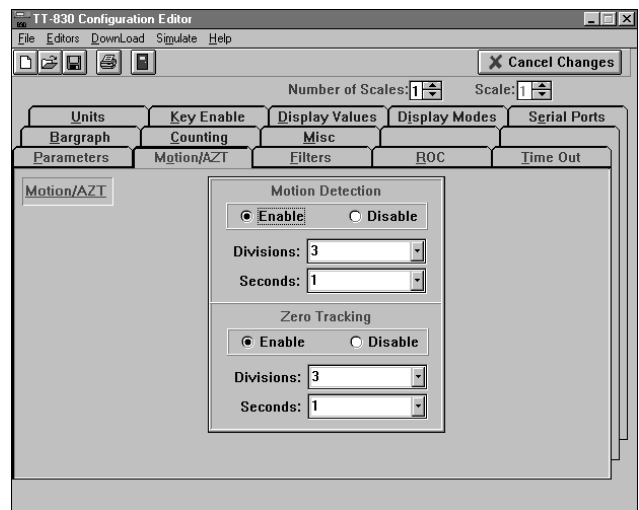 TT-830 Configuration Editor
File Editors DownLoad Simulate Help
Cancel Changes
Number of Scales: 1 Scale: 1
Units Key Enable Display Values Display Modes Serial Ports
Bargraph Counting Misc
Parameters Motion/AZT Filters ROC Time Out
Motion/AZT
Motion Detection
Enable Disable
Divisions: 3
Seconds: 1
Zero Tracking
Enable Disable
Divisions: 3
Seconds: 1